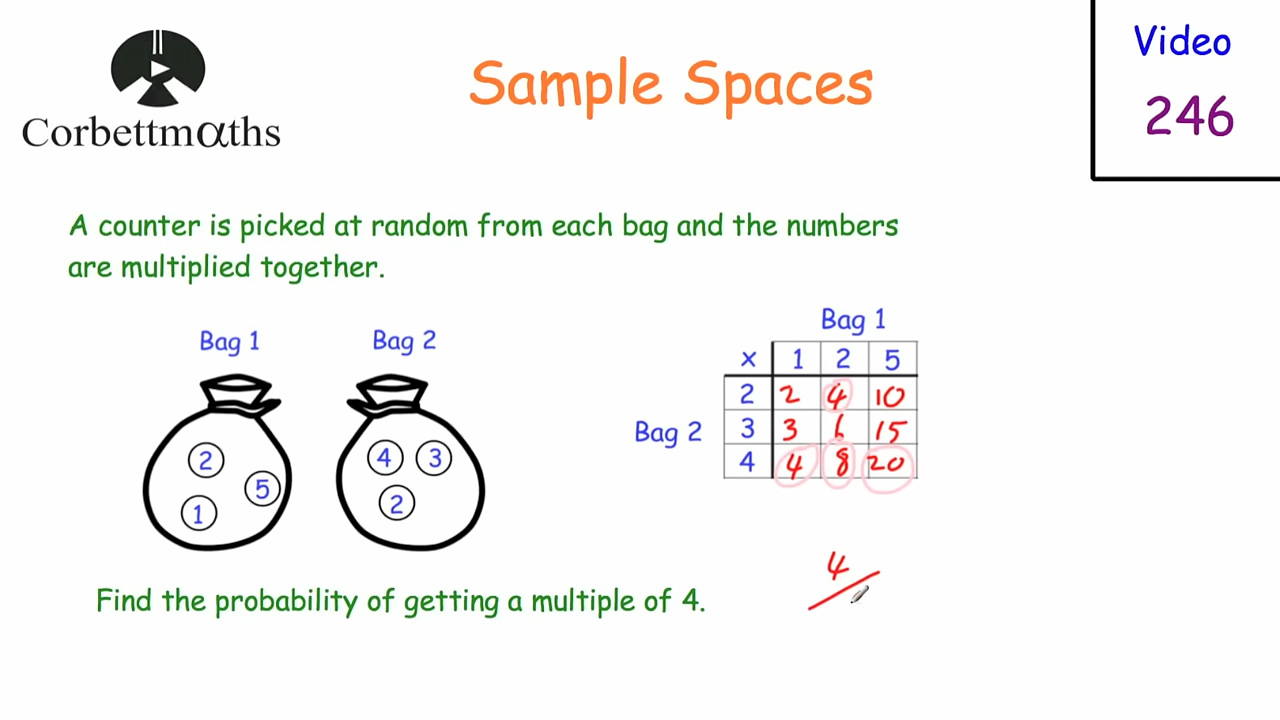 Corbettmαths
Sample Spaces
Video
246
A counter is picked at random from each bag and the numbers
are multiplied together.
Bag 1
2
5
1
Bag 2
4 3
2
Bag 1
x 1 2 5
Bag 2
2 2 4 10
3 3 6 15
4 4 8 20
Find the probability of getting a multiple of 4.
4/